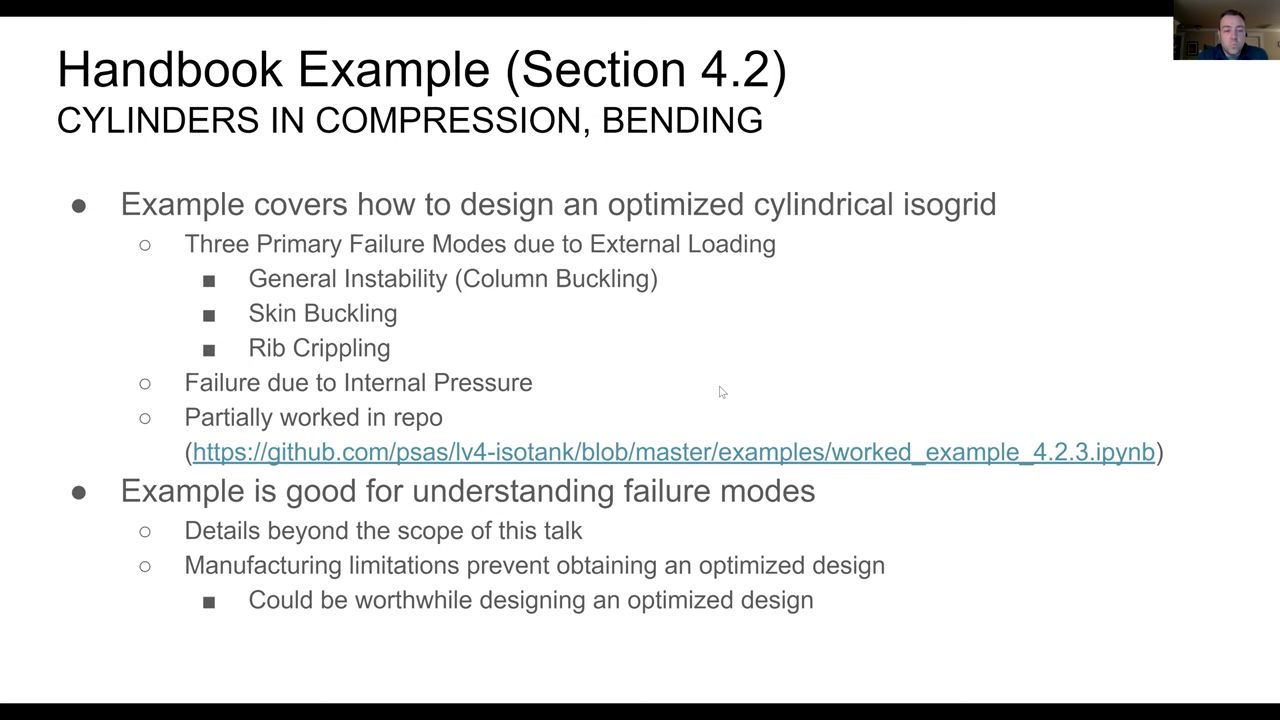 Handbook Example (Section 4.2)
CYLINDERS IN COMPRESSION, BENDING
● Example covers how to design an optimized cylindrical isogrid
○ Three Primary Failure Modes due to External Loading
■ General Instability (Column Buckling)
■ Skin Buckling
■ Rib Crippling
○ Failure due to Internal Pressure
○ Partially worked in repo
(https://github.com/psas/lv4-isotank/blob/master/examples/worked_example_4.2.3.ipynb)
● Example is good for understanding failure modes
○ Details beyond the scope of this talk
○ Manufacturing limitations prevent obtaining an optimized design
■ Could be worthwhile designing an optimized design